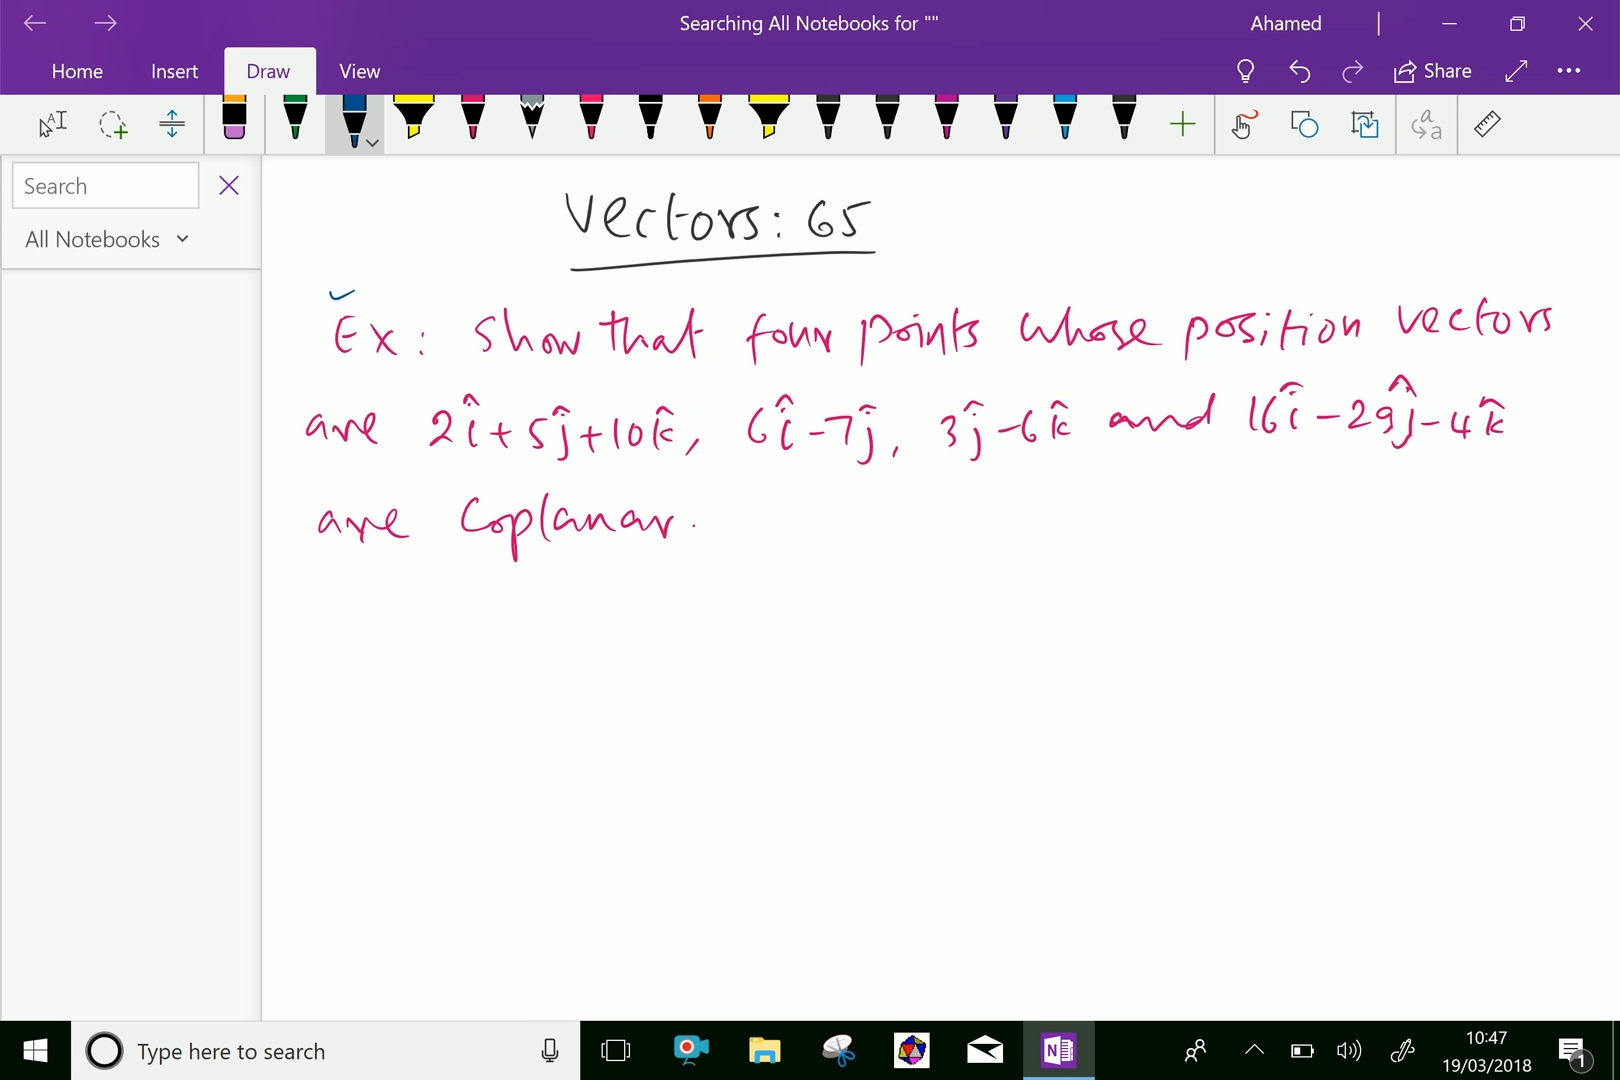 Searching All Notebooks for ""
Ahamed
Home Insert Draw View
Share
Search
All Notebooks
Vectors: 65
Ex: Show that four points whose position vectors
are 2î+5ĵ+10k̂, 6î-7ĵ, 3ĵ-6k̂ and 16î-29ĵ-4k̂
are Coplanar.
Type here to search
10:47
19/03/2018
1